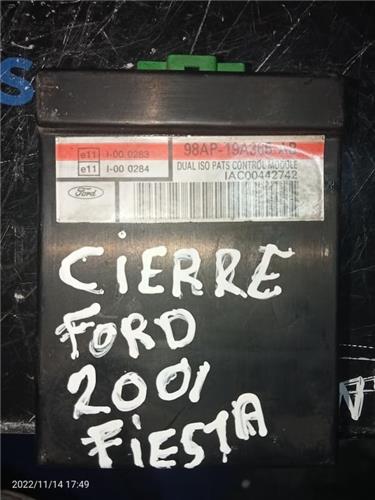 e11 I-00 0283
e11 I-00 0284
98AP-19A366-AB
DUAL ISO PATS CONTROL MODULE
IAC00442742
Ford
CIERRE
FORD
2001
FIESTA
2022/11/14 17:49